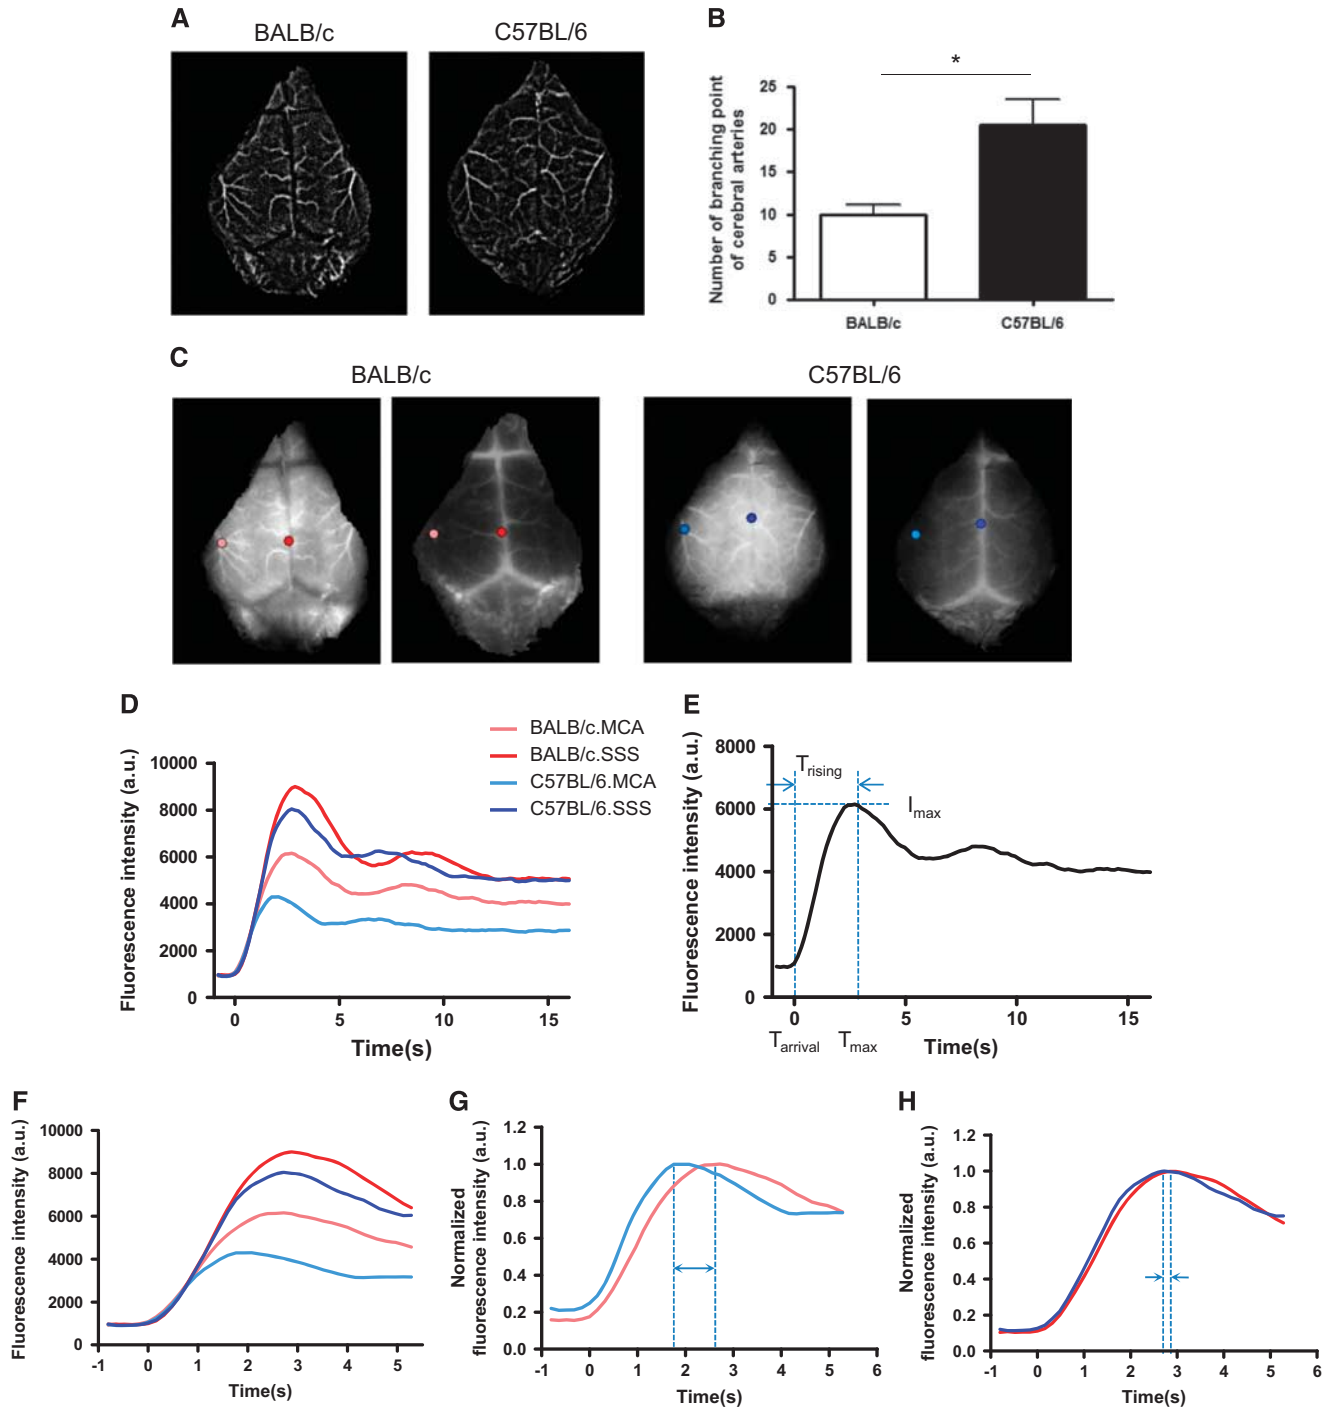 A
BALB/c
C57BL/6
B
*
Number of branching point
of cerebral arteries
25
20
15
10
5
0
BALB/c
C57BL/6
C
BALB/c
C57BL/6
D
BALB/c.MCA
BALB/c.SSS
C57BL/6.MCA
C57BL/6.SSS
Fluorescence intensity (a.u.)
10000
8000
6000
4000
2000
0
0
5
10
15
Time(s)
E
Fluorescence intensity (a.u.)
8000
6000
4000
2000
0
Trising
Imax
0
5
10
15
Tarrival
Tmax
Time(s)
F
Fluorescence intensity (a.u.)
10000
8000
6000
4000
2000
0
-1
0
1
2
3
4
5
Time(s)
G
Normalized
fluorescence intensity (a.u.)
1.2
1.0
0.8
0.6
0.4
0.2
0.0
-1
0
1
2
3
4
5
6
Time(s)
H
Normalized
fluorescence intensity (a.u.)
1.2
1.0
0.8
0.6
0.4
0.2
0.0
-1
0
1
2
3
4
5
6
Time(s)